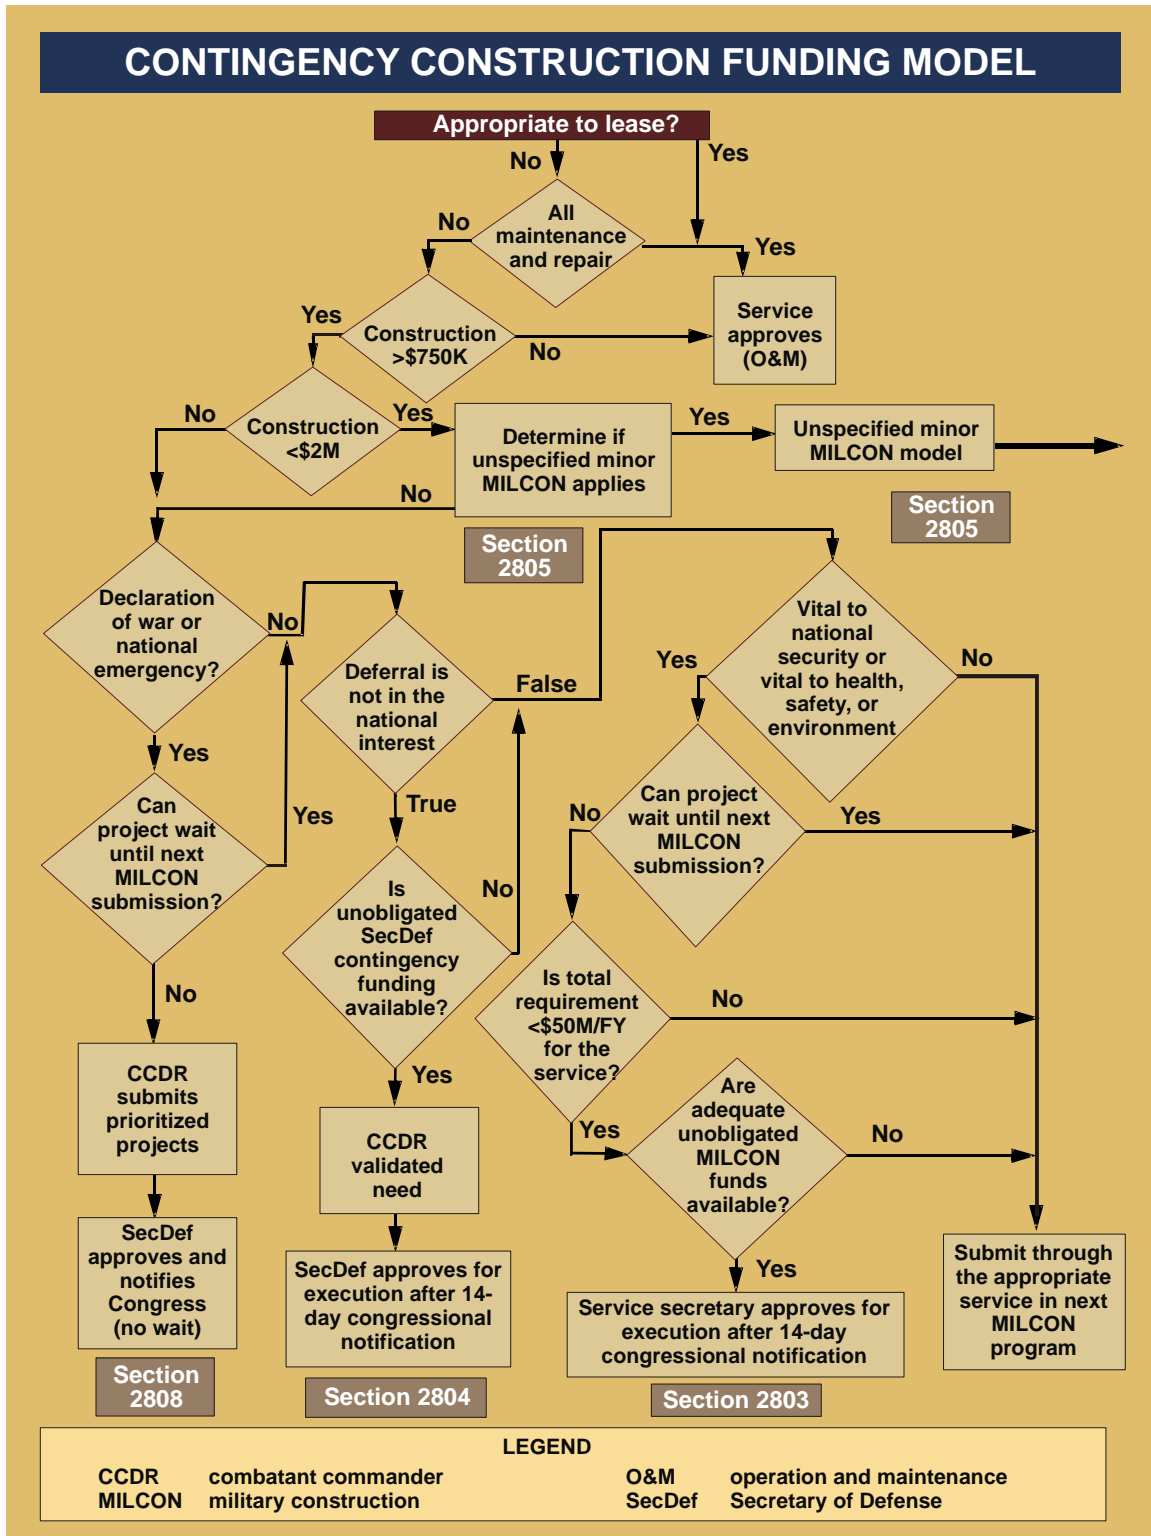 CONTINGENCY CONSTRUCTION FUNDING MODEL
Appropriate to lease?
No
Yes
All
maintenance
and repair
No
Yes
Service
approves
(O&M)
Construction
>$750K
Yes
No
Construction
<$2M
No
Yes
Determine if
unspecified minor
MILCON applies
Yes
Unspecified minor
MILCON model
No
Section
2805
Section
2805
Declaration
of war or
national
emergency?
No
Yes
Deferral is
not in the
national
interest
False
True
Vital to
national
security or
vital to health,
safety, or
environment
Yes
No
Can
project wait
until next
MILCON
submission?
Yes
No
Is
unobligated
SecDef
contingency
funding
available?
No
Yes
Can project
wait until next
MILCON
submission?
No
Yes
Is total
requirement
<$50M/FY
for the
service?
No
Yes
Are
adequate
unobligated
MILCON
funds
available?
No
Yes
CCDR
submits
prioritized
projects
CCDR
validated
need
SecDef
approves and
notifies
Congress
(no wait)
SecDef approves for
execution after 14-
day congressional
notification
Service secretary approves for
execution after 14-day
congressional notification
Submit through
the appropriate
service in next
MILCON
program
Section
2808
Section 2804
Section 2803
LEGEND
CCDR combatant commander
MILCON military construction
O&M operation and maintenance
SecDef Secretary of Defense